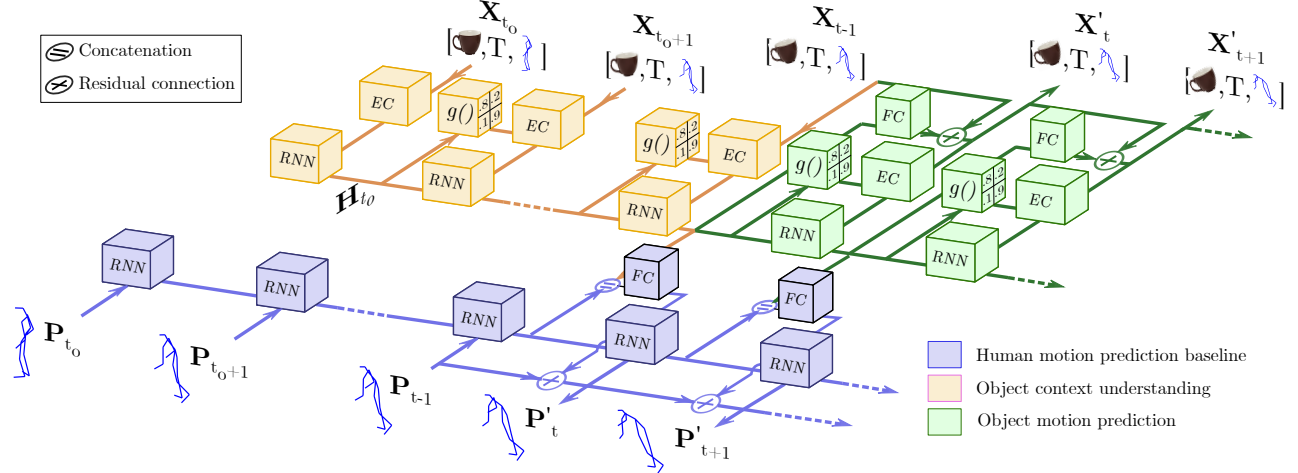 X_{t_o}
[ ,T, ]
X_{t_o+1}
[ ,T, ]
X_{t-1}
[ ,T, ]
X'_t
[ ,T, ]
X'_{t+1}
[ ,T, ]
Concatenation
Residual connection
EC
g()
.8 .2
.1 .9
EC
RNN
RNN
H_{t_0}
g()
.8 .2
.1 .9
EC
RNN
FC
g()
.8 .2
.1 .9
EC
RNN
FC
g()
.8 .2
.1 .9
EC
RNN
RNN
RNN
RNN
FC
RNN
FC
RNN
P_{t_o}
P_{t_o+1}
P_{t-1}
P'_t
P'_{t+1}
Human motion prediction baseline
Object context understanding
Object motion prediction